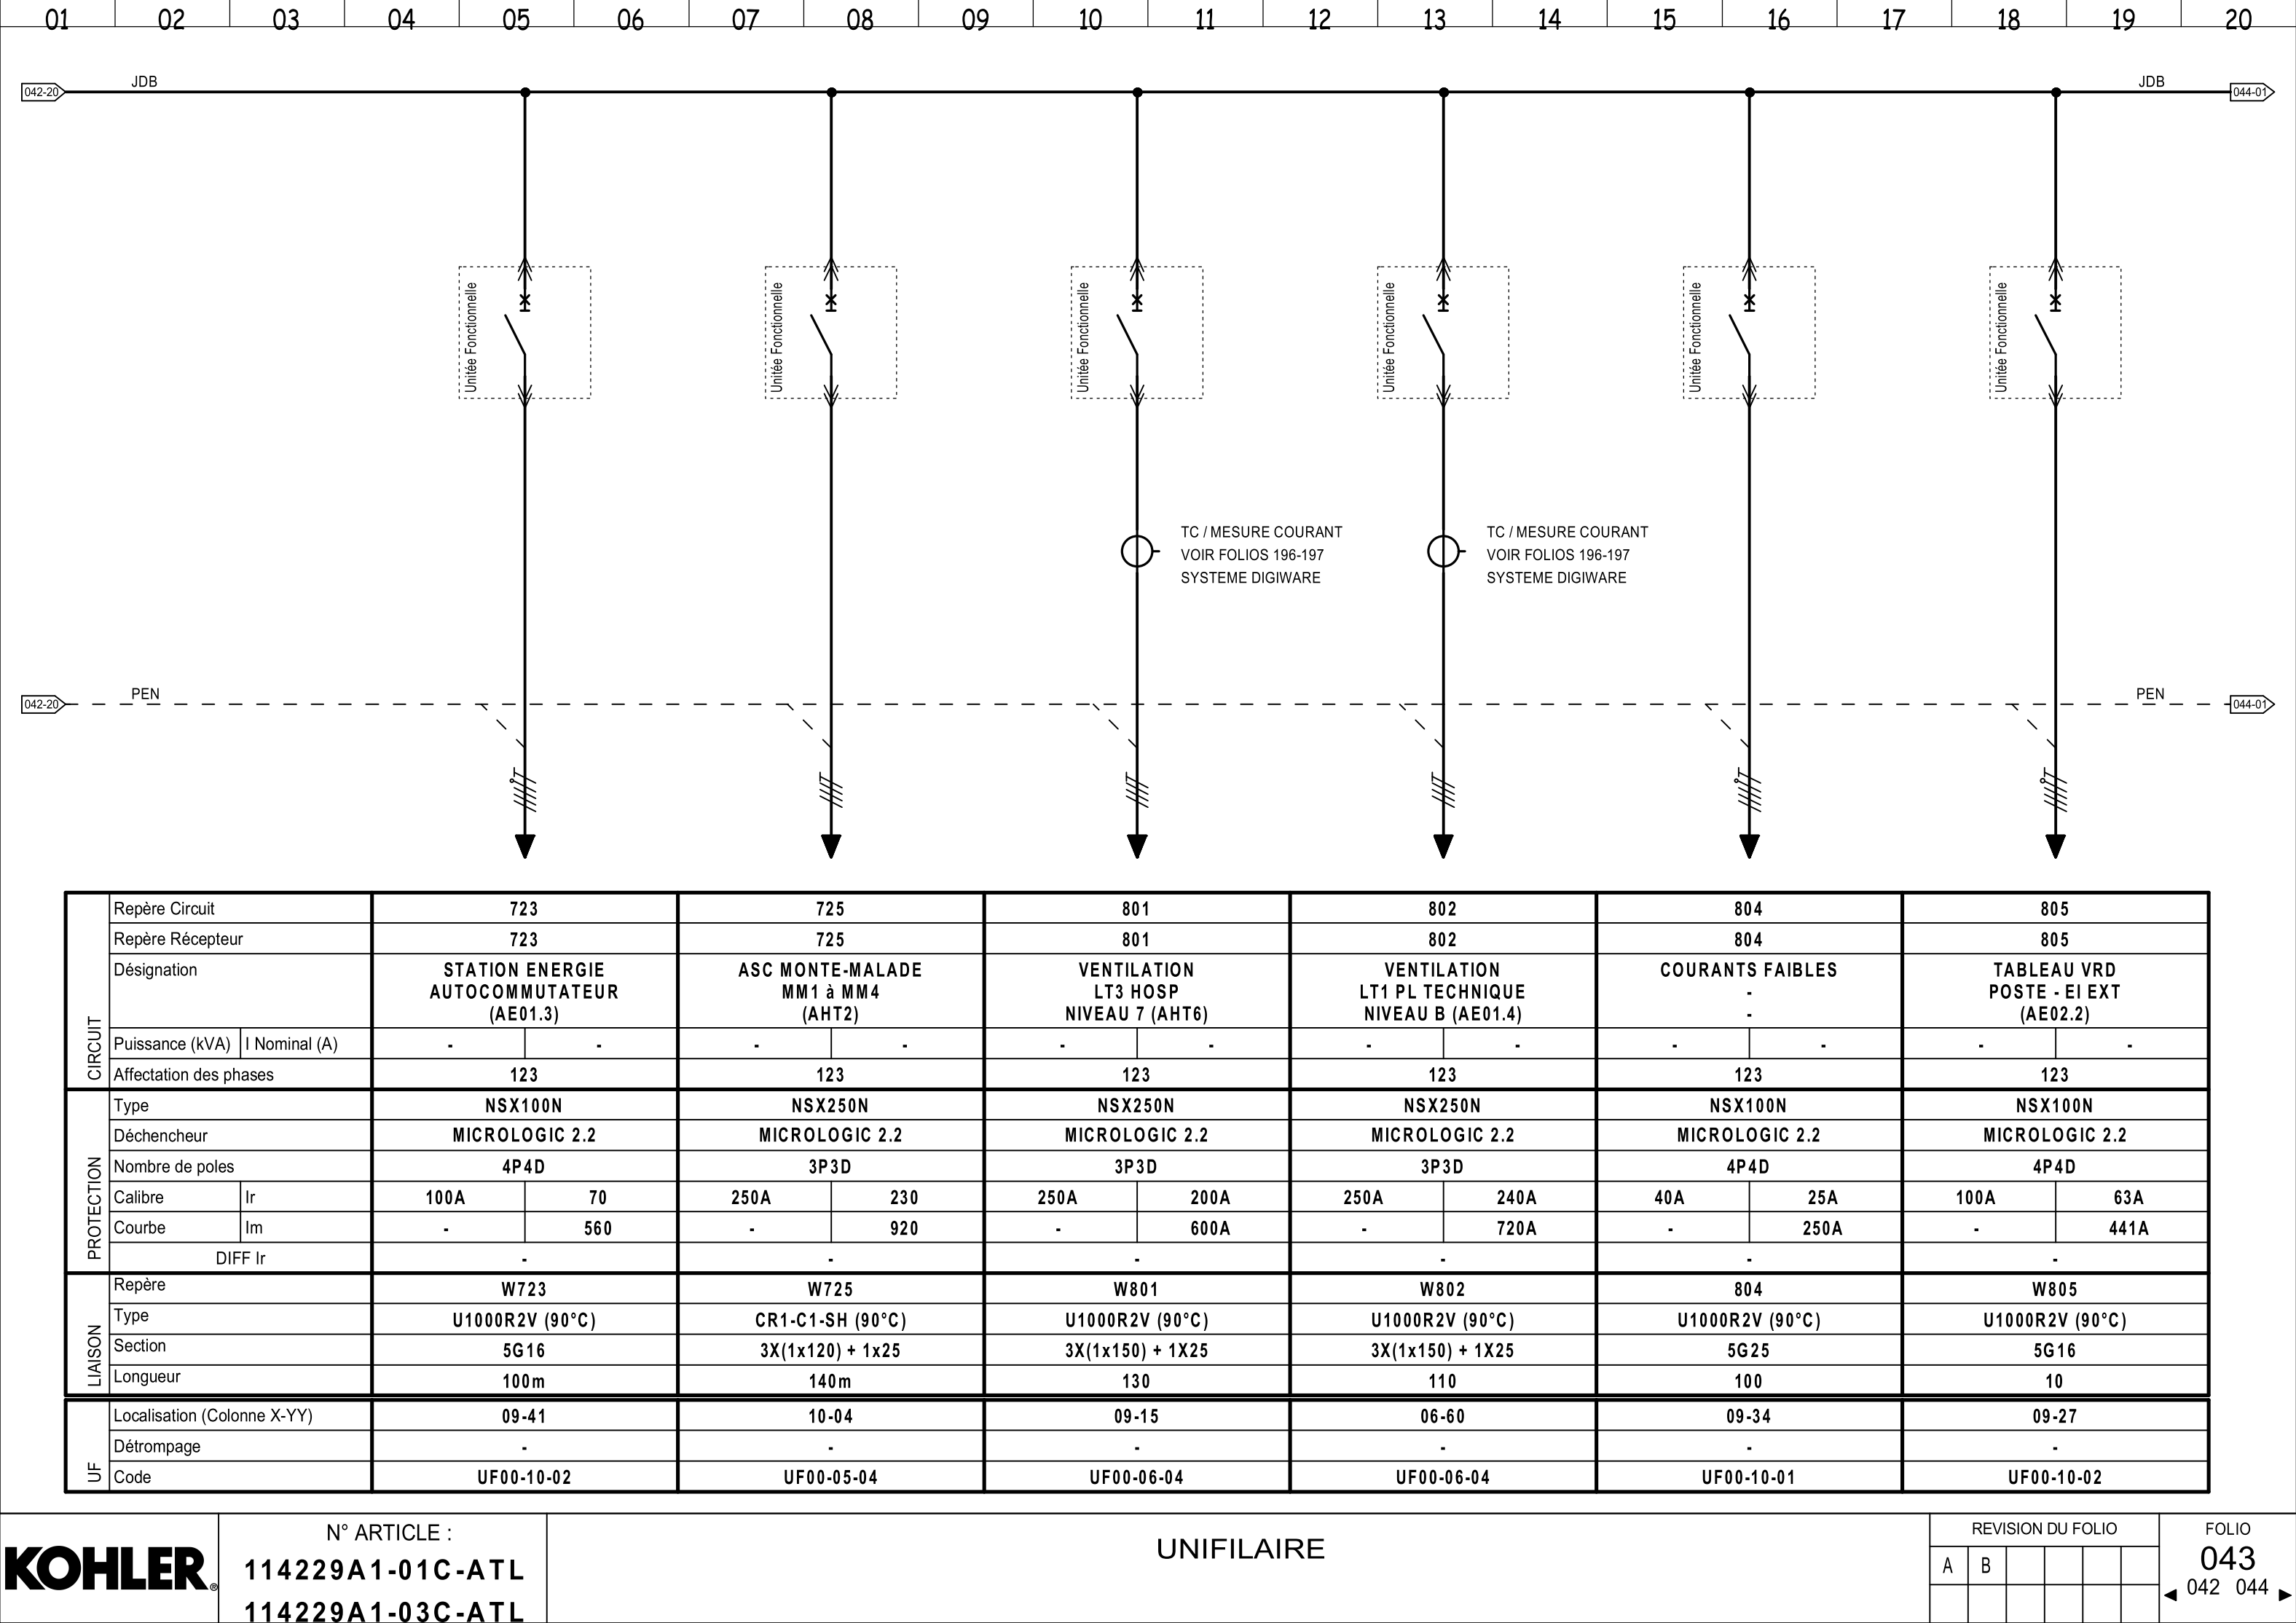 01 02 03 04 05 06 07 08 09 10 11 12 13 14 15 16 17 18 19 20
042-20 JDB JDB 044-01
Unitée Fonctionnelle Unitée Fonctionnelle Unitée Fonctionnelle Unitée Fonctionnelle Unitée Fonctionnelle Unitée Fonctionnelle
TC / MESURE COURANT
VOIR FOLIOS 196-197
SYSTEME DIGIWARE
TC / MESURE COURANT
VOIR FOLIOS 196-197
SYSTEME DIGIWARE
042-20 PEN PEN 044-01
CIRCUIT
Repère Circuit 723 725 801 802 804 805
Repère Récepteur 723 725 801 802 804 805
Désignation STATION ENERGIE ASC MONTE-MALADE VENTILATION VENTILATION COURANTS FAIBLES TABLEAU VRD
AUTOCOMMUTATEUR MM1 à MM4 LT3 HOSP LT1 PL TECHNIQUE - POSTE - EI EXT
(AE01.3) (AHT2) NIVEAU 7 (AHT6) NIVEAU B (AE01.4) - (AE02.2)
Puissance (kVA) I Nominal (A) - - - - - - - - - - - -
Affectation des phases 123 123 123 123 123 123
PROTECTION
Type NSX100N NSX250N NSX250N NSX250N NSX100N NSX100N
Déchencheur MICROLOGIC 2.2 MICROLOGIC 2.2 MICROLOGIC 2.2 MICROLOGIC 2.2 MICROLOGIC 2.2 MICROLOGIC 2.2
Nombre de poles 4P4D 3P3D 3P3D 3P3D 4P4D 4P4D
Calibre Ir 100A 70 250A 230 250A 200A 250A 240A 40A 25A 100A 63A
Courbe Im - 560 - 920 - 600A - 720A - 250A - 441A
DIFF Ir - - - - - -
LIAISON
Repère W723 W725 W801 W802 804 W805
Type U1000R2V (90°C) CR1-C1-SH (90°C) U1000R2V (90°C) U1000R2V (90°C) U1000R2V (90°C) U1000R2V (90°C)
Section 5G16 3X(1x120) + 1x25 3X(1x150) + 1X25 3X(1x150) + 1X25 5G25 5G16
Longueur 100m 140m 130 110 100 10
UF
Localisation (Colonne X-YY) 09-41 10-04 09-15 06-60 09-34 09-27
Détrompage - - - - - -
Code UF00-10-02 UF00-05-04 UF00-06-04 UF00-06-04 UF00-10-01 UF00-10-02
KOHLER®
N° ARTICLE :
114229A1-01C-ATL
114229A1-03C-ATL
UNIFILAIRE
REVISION DU FOLIO
A B
FOLIO
043
042 044